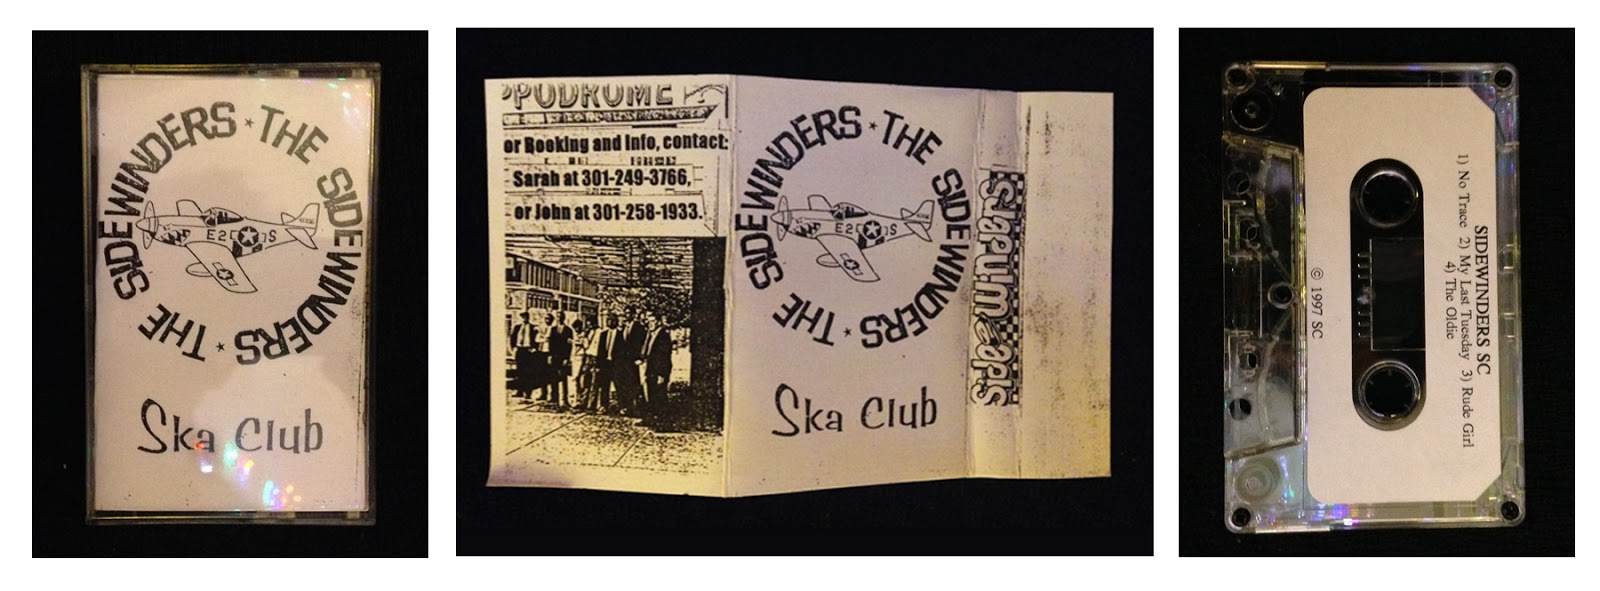 THE SIDEWINDERS * THE SIDEWINDERS *
E2 S
Ska Club
PPODROME
or Booking and Info, contact:
Sarah at 301-249-3766,
or John at 301-258-1933.
THE SIDEWINDERS * THE SIDEWINDERS *
E2 S
Ska Club
Sidewinders
SIDEWINDERS SC
1) No Trace 2) My Last Tuesday 3) Rude Girl
4) The Oldie
© 1997 SC